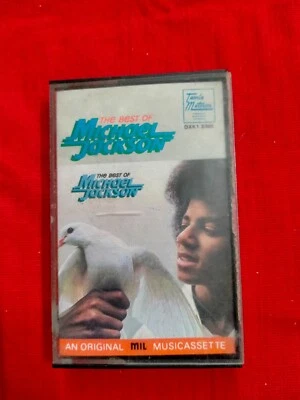 THE BEST OF
MICHAEL
JACKSON
Tamla
Motown
THE BEST OF
MICHAEL
JACKSON
AN ORIGINAL MIL MUSICASSETTE